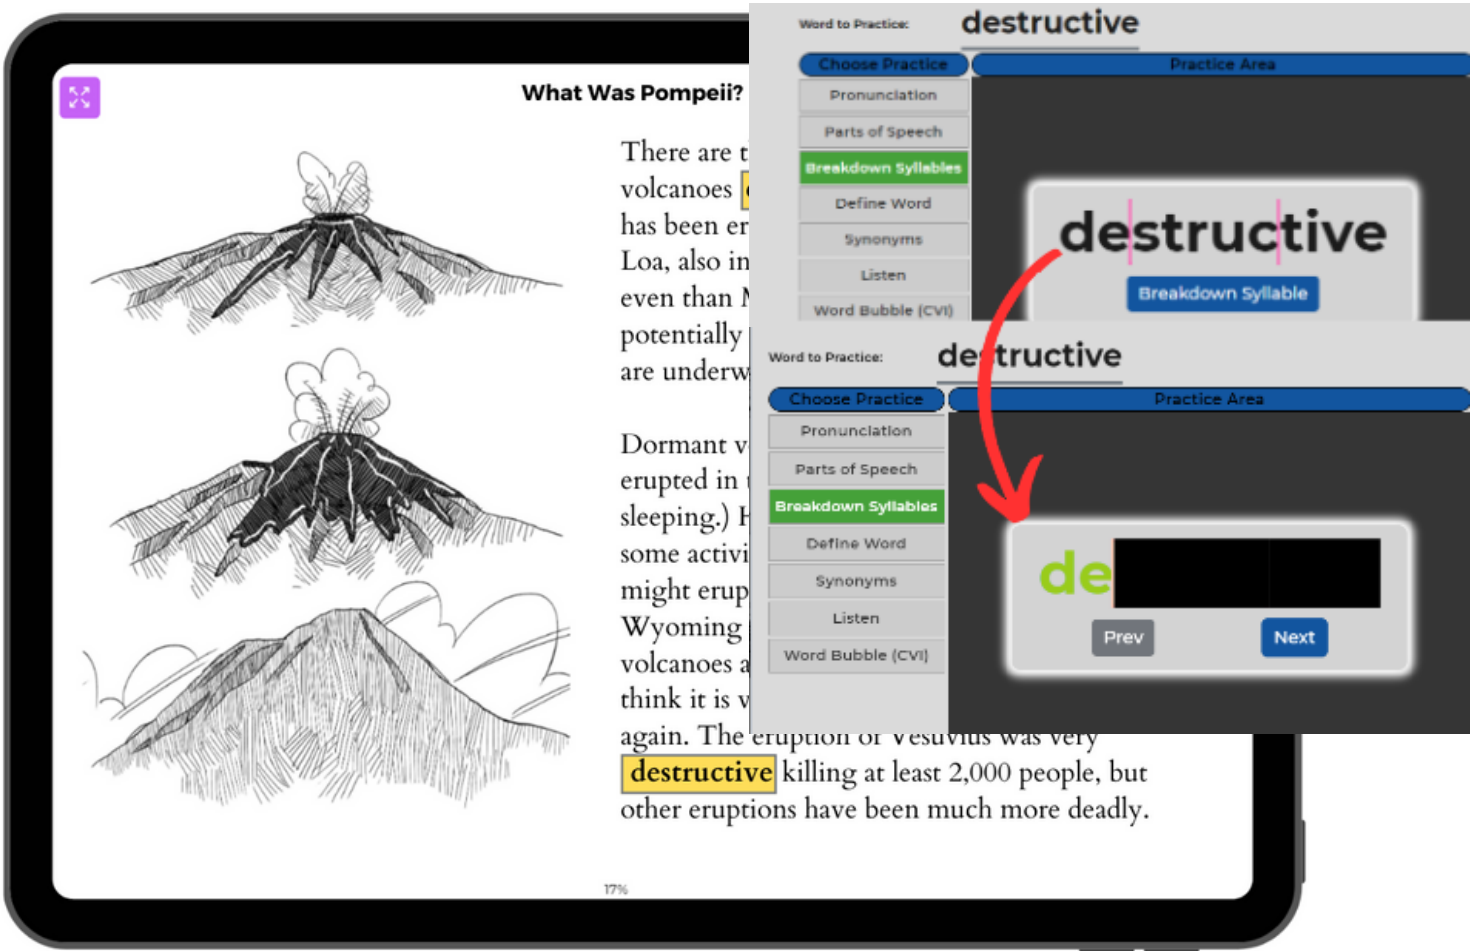 What Was Pompeii?
There are
volcanoes
has been
Loa, also in
even than
potentially
are
Dormant
erupted in
sleeping.)
some
might
Wyoming
volcanoes
think it is
again. The eruption of Vesuvius was very
destructive killing at least 2,000 people, but
other eruptions have been much more deadly.
17%
Word to Practice: destructive
Choose Practice Practice Area
Pronunciation
Parts of Speech
Breakdown Syllables
Define Word
Synonyms
Listen
Word Bubble (CVI)
destructive
Breakdown Syllable
Word to Practice: destructive
Choose Practice Practice Area
Pronunciation
Parts of Speech
Breakdown Syllables
Define Word
Synonyms
Listen
Word Bubble (CVI)
de
Prev Next